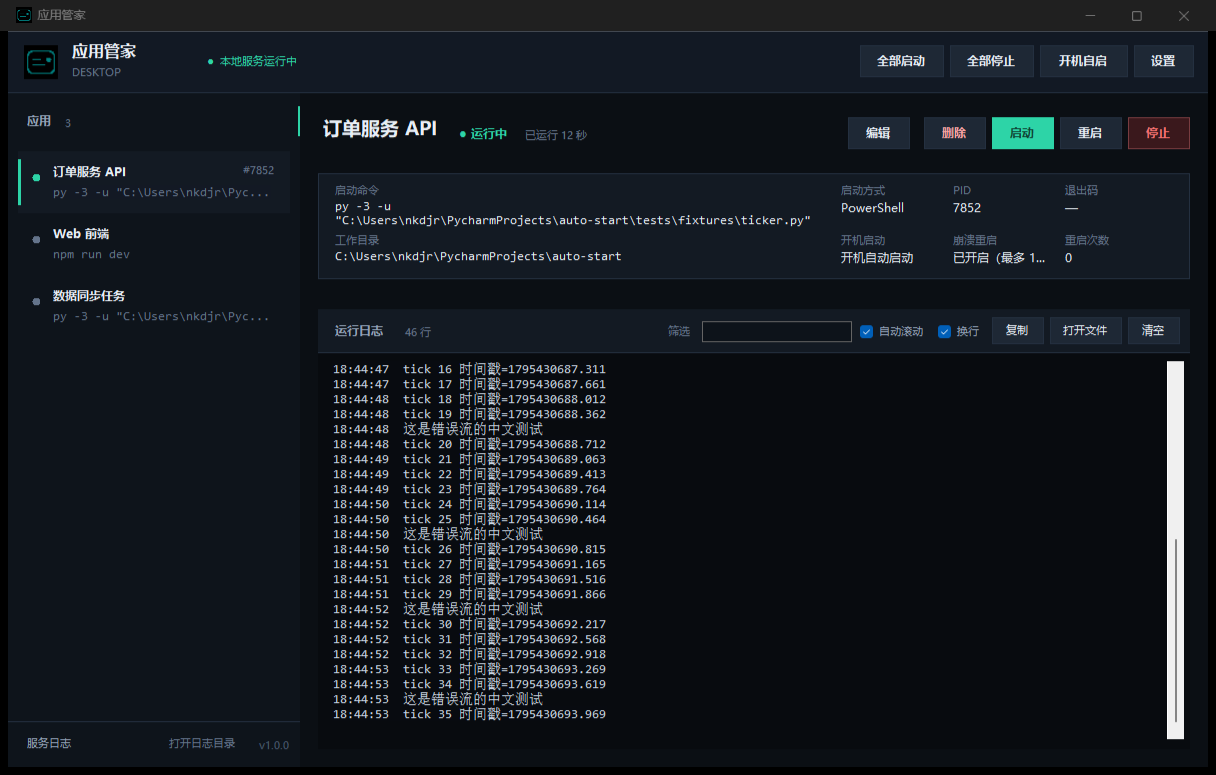 应用管家
应用管家
DESKTOP
本地服务运行中
全部启动
全部停止
开机自启
设置
应用 3
订单服务 API #7852
py -3 -u "C:\Users\nkdjr\Pyc...
Web 前端
npm run dev
数据同步任务
py -3 -u "C:\Users\nkdjr\Pyc...
服务日志
打开日志目录
v1.0.0
订单服务 API
运行中
已运行 12 秒
编辑
删除
启动
重启
停止
启动命令
py -3 -u
"C:\Users\nkdjr\PycharmProjects\auto-start\tests\fixtures\ticker.py"
工作目录
C:\Users\nkdjr\PycharmProjects\auto-start
启动方式
PowerShell
PID
7852
退出码
—
开机启动
开机自动启动
崩溃重启
已开启（最多 1...
重启次数
0
运行日志
46 行
筛选
自动滚动
换行
复制
打开文件
清空
18:44:47 tick 16 时间戳=1795430687.311
18:44:47 tick 17 时间戳=1795430687.661
18:44:48 tick 18 时间戳=1795430688.012
18:44:48 tick 19 时间戳=1795430688.362
18:44:48 这是错误流的中文测试
18:44:48 tick 20 时间戳=1795430688.712
18:44:49 tick 21 时间戳=1795430689.063
18:44:49 tick 22 时间戳=1795430689.413
18:44:49 tick 23 时间戳=1795430689.764
18:44:50 tick 24 时间戳=1795430690.114
18:44:50 tick 25 时间戳=1795430690.464
18:44:50 这是错误流的中文测试
18:44:50 tick 26 时间戳=1795430690.815
18:44:51 tick 27 时间戳=1795430691.165
18:44:51 tick 28 时间戳=1795430691.516
18:44:51 tick 29 时间戳=1795430691.866
18:44:52 这是错误流的中文测试
18:44:52 tick 30 时间戳=1795430692.217
18:44:52 tick 31 时间戳=1795430692.568
18:44:52 tick 32 时间戳=1795430692.918
18:44:53 tick 33 时间戳=1795430693.269
18:44:53 tick 34 时间戳=1795430693.619
18:44:53 这是错误流的中文测试
18:44:53 tick 35 时间戳=1795430693.969